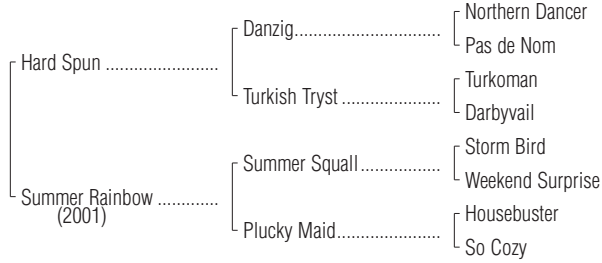 Northern Dancer
Danzig................................
Pas de Nom
Hard Spun ........................
Turkoman
Turkish Tryst .....................
Darbyvail
Storm Bird
Summer Squall.................
Weekend Surprise
Summer Rainbow .............
(2001)
Housebuster
Plucky Maid......................
So Cozy